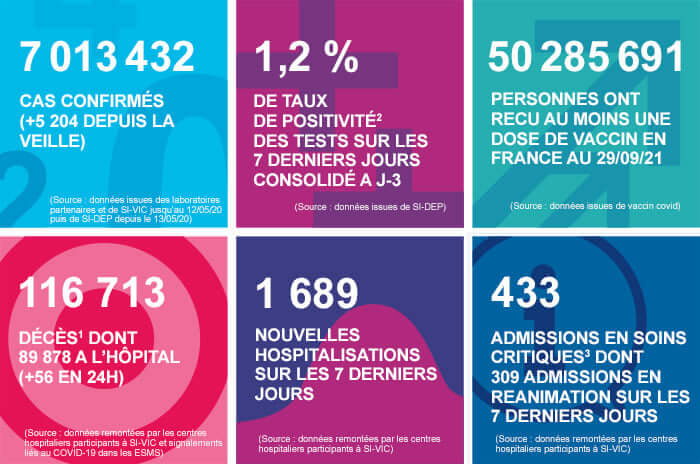 7 013 432
CAS CONFIRMÉS
(+5 204 DEPUIS LA
VEILLE)
(Source : données issues des laboratoires
partenaires et de SI-VIC jusqu'au 12/05/20
puis de SI-DEP depuis le 13/05/20)
1,2 %
DE TAUX
DE POSITIVITÉ²
DES TESTS SUR LES
7 DERNIERS JOURS
CONSOLIDÉ A J-3
(Source : données issues de SI-DEP)
50 285 691
PERSONNES ONT
RECU AU MOINS UNE
DOSE DE VACCIN EN
FRANCE AU 29/09/21
(Source : données issues de vaccin covid)
116 713
DÉCÈS¹ DONT
89 878 A L’HÔPITAL
(+56 EN 24H)
(Source : données remontées par les centres
hospitaliers participants à SI-VIC et signalements
liés au COVID-19 dans les ESMS)
1 689
NOUVELLES
HOSPITALISATIONS
SUR LES 7 DERNIERS
JOURS
(Source : données remontées par les centres
hospitaliers participants à SI-VIC)
433
ADMISSIONS EN SOINS
CRITIQUES³ DONT
309 ADMISSIONS EN
REANIMATION SUR LES
7 DERNIERS JOURS
(Source : données remontées par les centres
hospitaliers participants à SI-VIC)